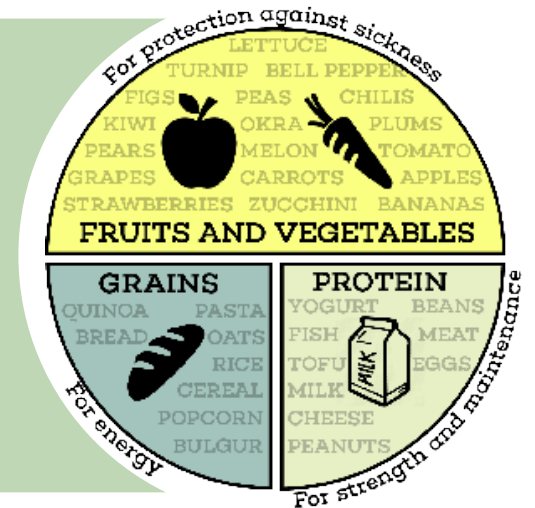 For protection against sickness
LETTUCE
TURNIP BELL PEPPER
FIGS PEAS CHILIS
KIWI OKRA PLUMS
PEARS MELON TOMATO
GRAPES CARROTS APPLES
STRAWBERRIES ZUCCHINI BANANAS
FRUITS AND VEGETABLES
GRAINS
QUINOA PASTA
BREAD OATS
RICE
CEREAL
POPCORN
BULGUR
For energy
PROTEIN
YOGURT BEANS
FISH MEAT
TOFU EGGS
MILK
MILK
CHEESE
PEANUTS
For strength and maintenance